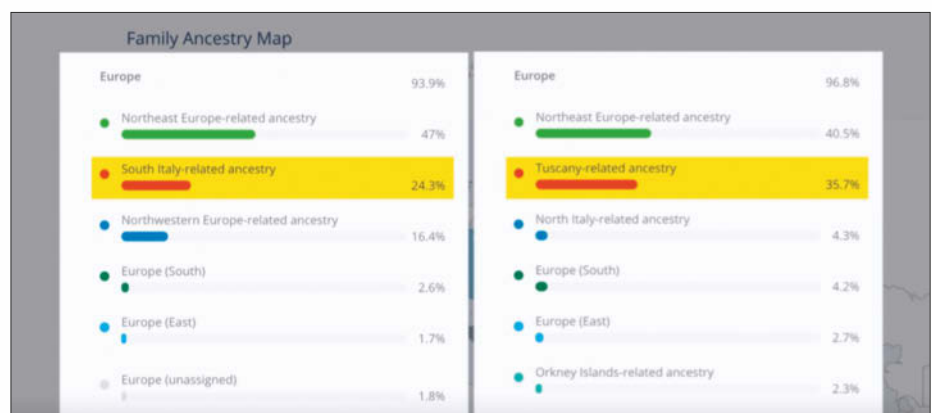 Family Ancestry Map
Europe 93.9%
Northeast Europe-related ancestry
47%
South Italy-related ancestry
24.3%
Northwestern Europe-related ancestry
16.4%
Europe (South)
2.6%
Europe (East)
1.7%
Europe (unassigned)
1.8%
Europe 96.8%
Northeast Europe-related ancestry
40.5%
Tuscany-related ancestry
35.7%
North Italy-related ancestry
4.3%
Europe (South)
4.2%
Europe (East)
2.7%
Orkney Islands-related ancestry
2.3%